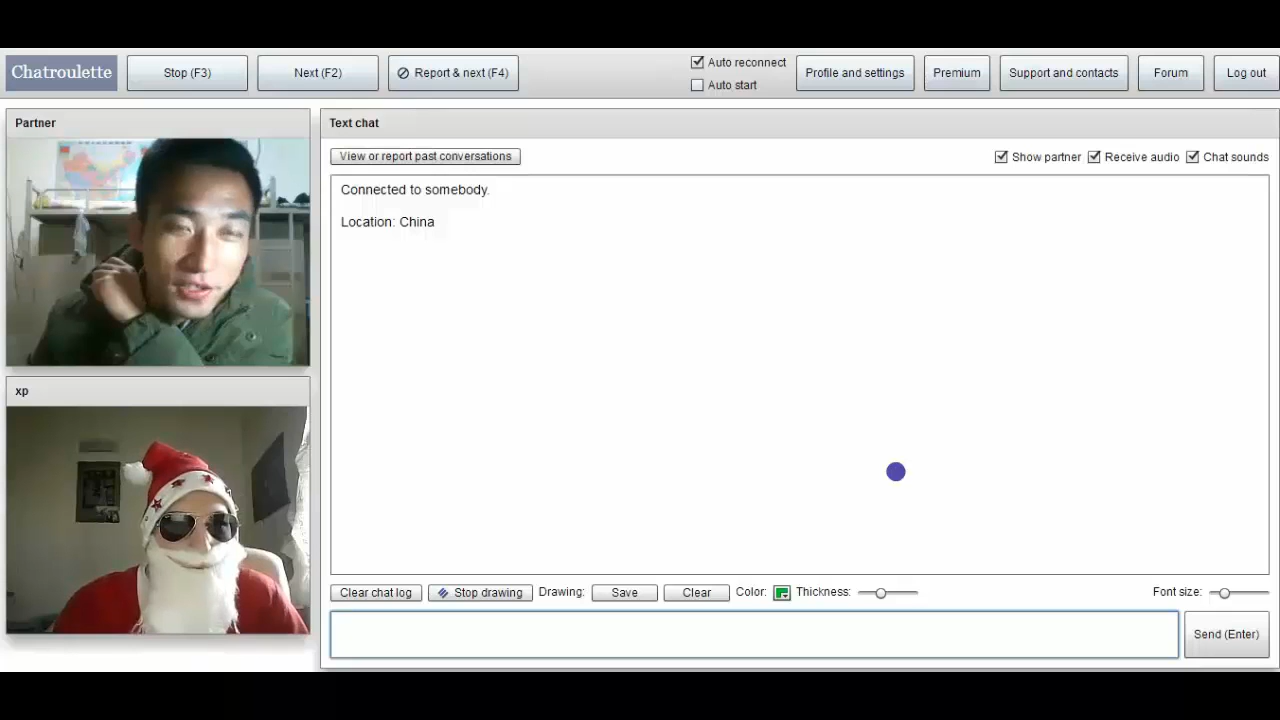 Chatroulette
Stop (F3)
Next (F2)
Report & next (F4)
Auto reconnect
Auto start
Profile and settings
Premium
Support and contacts
Forum
Log out
Partner
Text chat
View or report past conversations
Show partner
Receive audio
Chat sounds
Connected to somebody.
Location: China
xp
Clear chat log
Stop drawing
Drawing:
Save
Clear
Color:
Thickness:
Font size:
Send (Enter)